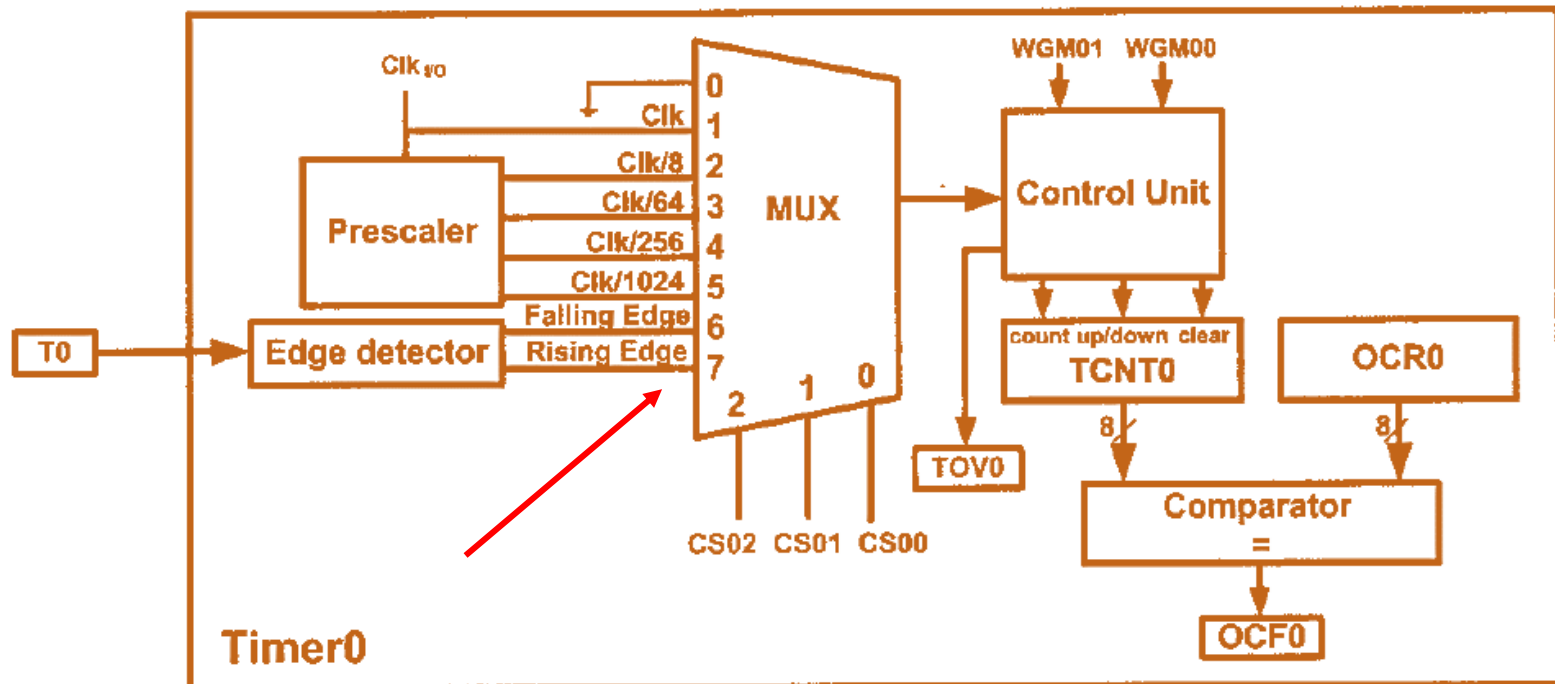 WGM01 WGM00
Clk I/O
0
Clk
1
Clk/8
2
Clk/64
3
Clk/256
4
Clk/1024
5
Falling Edge
6
Rising Edge
7
MUX
2
1
0
Prescaler
T0
Edge detector
Control Unit
count up/down clear
TCNT0
OCR0
8
8
TOV0
Comparator
=
CS02 CS01 CS00
OCF0
Timer0